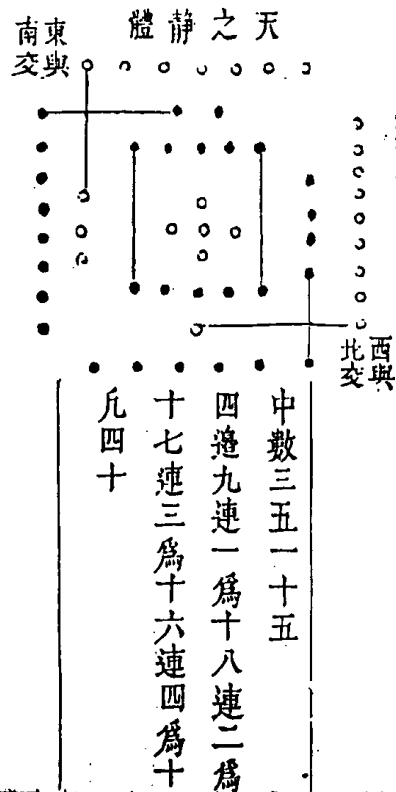 天之静體
東與
南交
西與
北交
中數三五一十五
四邉九連一爲十八連二爲
十七連三爲十六連四爲十
凡四十